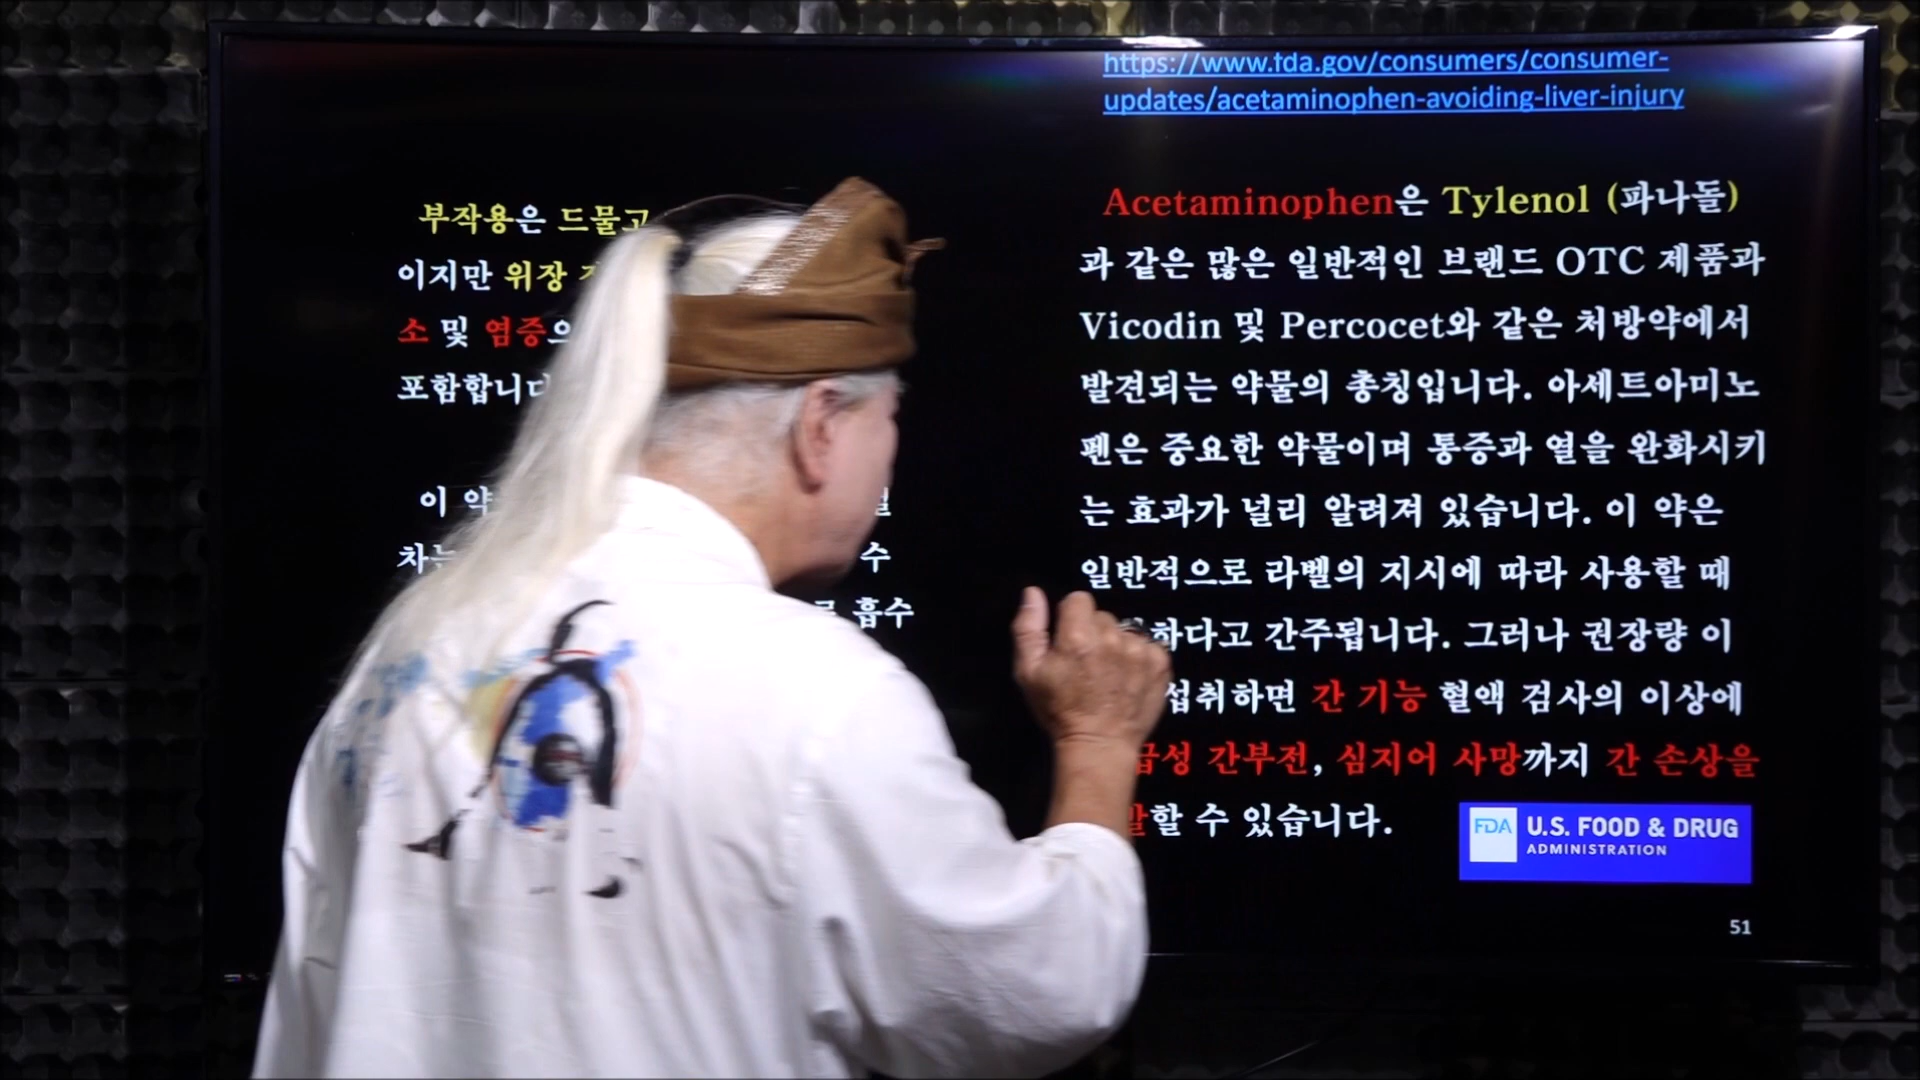 https://www.fda.gov/consumers/consumer-
updates/acetaminophen-avoiding-liver-injury
부작용은 드물고
이지만 위장
소 및 염증으
포함합니다
이 약
차는
수
흡수
Acetaminophen은 Tylenol (파나돌)
과 같은 많은 일반적인 브랜드 OTC 제품과
Vicodin 및 Percocet와 같은 처방약에서
발견되는 약물의 총칭입니다. 아세트아미노
펜은 중요한 약물이며 통증과 열을 완화시키
는 효과가 널리 알려져 있습니다. 이 약은
일반적으로 라벨의 지시에 따라 사용할 때
하다고 간주됩니다. 그러나 권장량 이
섭취하면 간 기능 혈액 검사의 이상에
급성 간부전, 심지어 사망까지 간 손상을
발할 수 있습니다.
FDA U.S. FOOD & DRUG
ADMINISTRATION
51